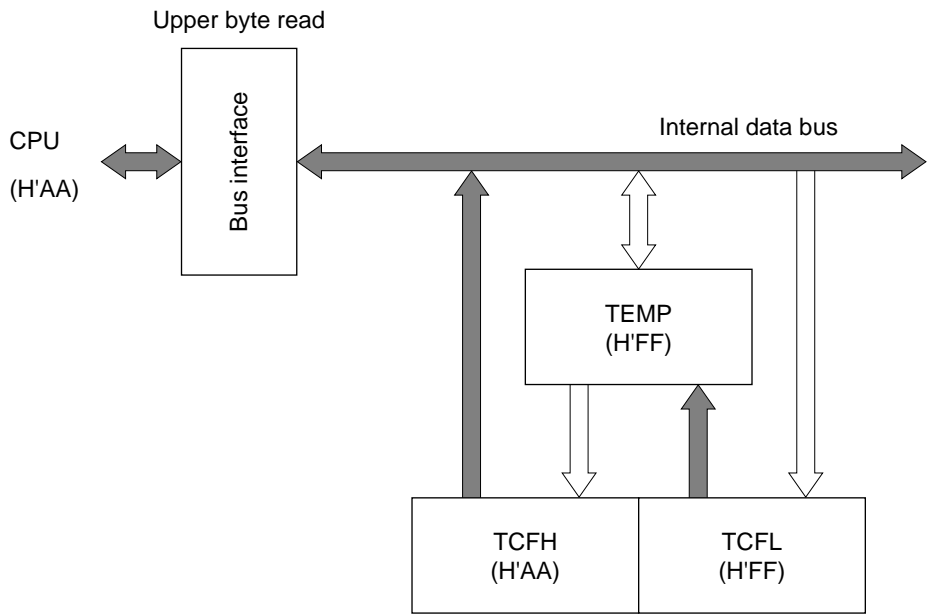 Upper byte read
CPU
(H'AA)
Bus interface
Internal data bus
TEMP
(H'FF)
TCFH
(H'AA)
TCFL
(H'FF)